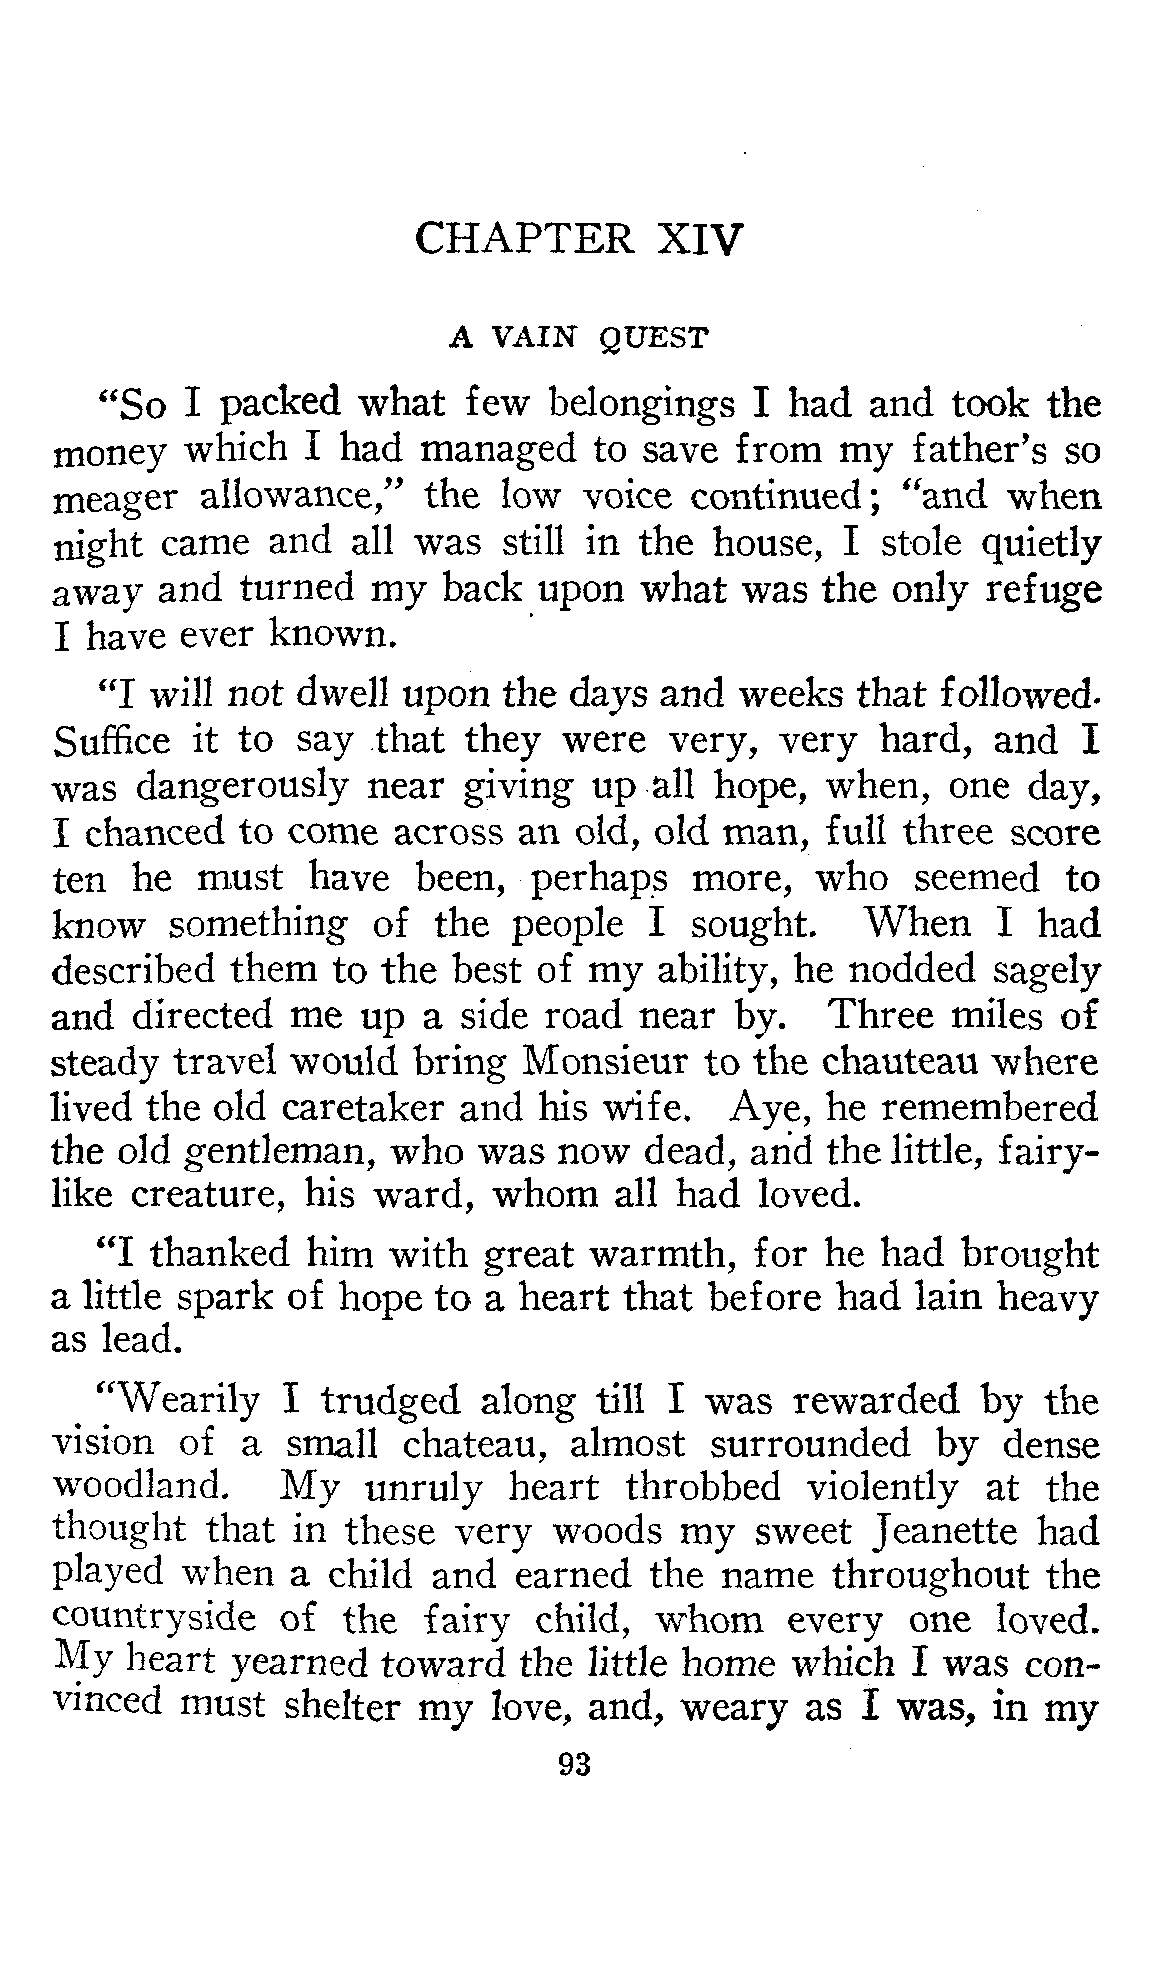 CHAPTER XIV
A VAIN QUEST
“So I packed what few belongings I had and took the
money which I had managed to save from my father’s so
meager allowance,” the low voice continued; “and when
night came and all was still in the house, I stole quietly
away and turned my back upon what was the only refuge
I have ever known.
“I will not dwell upon the days and weeks that followed.
Suffice it to say that they were very, very hard, and I
was dangerously near giving up all hope, when, one day,
I chanced to come across an old, old man, full three score
ten he must have been, perhaps more, who seemed to
know something of the people I sought. When I had
described them to the best of my ability, he nodded sagely
and directed me up a side road near by. Three miles of
steady travel would bring Monsieur to the chauteau where
lived the old caretaker and his wife. Aye, he remembered
the old gentleman, who was now dead, and the little, fairy-
like creature, his ward, whom all had loved.
“I thanked him with great warmth, for he had brought
a little spark of hope to a heart that before had lain heavy
as lead.
“Wearily I trudged along till I was rewarded by the
vision of a small chateau, almost surrounded by dense
woodland. My unruly heart throbbed violently at the
thought that in these very woods my sweet Jeanette had
played when a child and earned the name throughout the
countryside of the fairy child, whom every one loved.
My heart yearned toward the little home which I was con-
vinced must shelter my love, and, weary as I was, in my
93